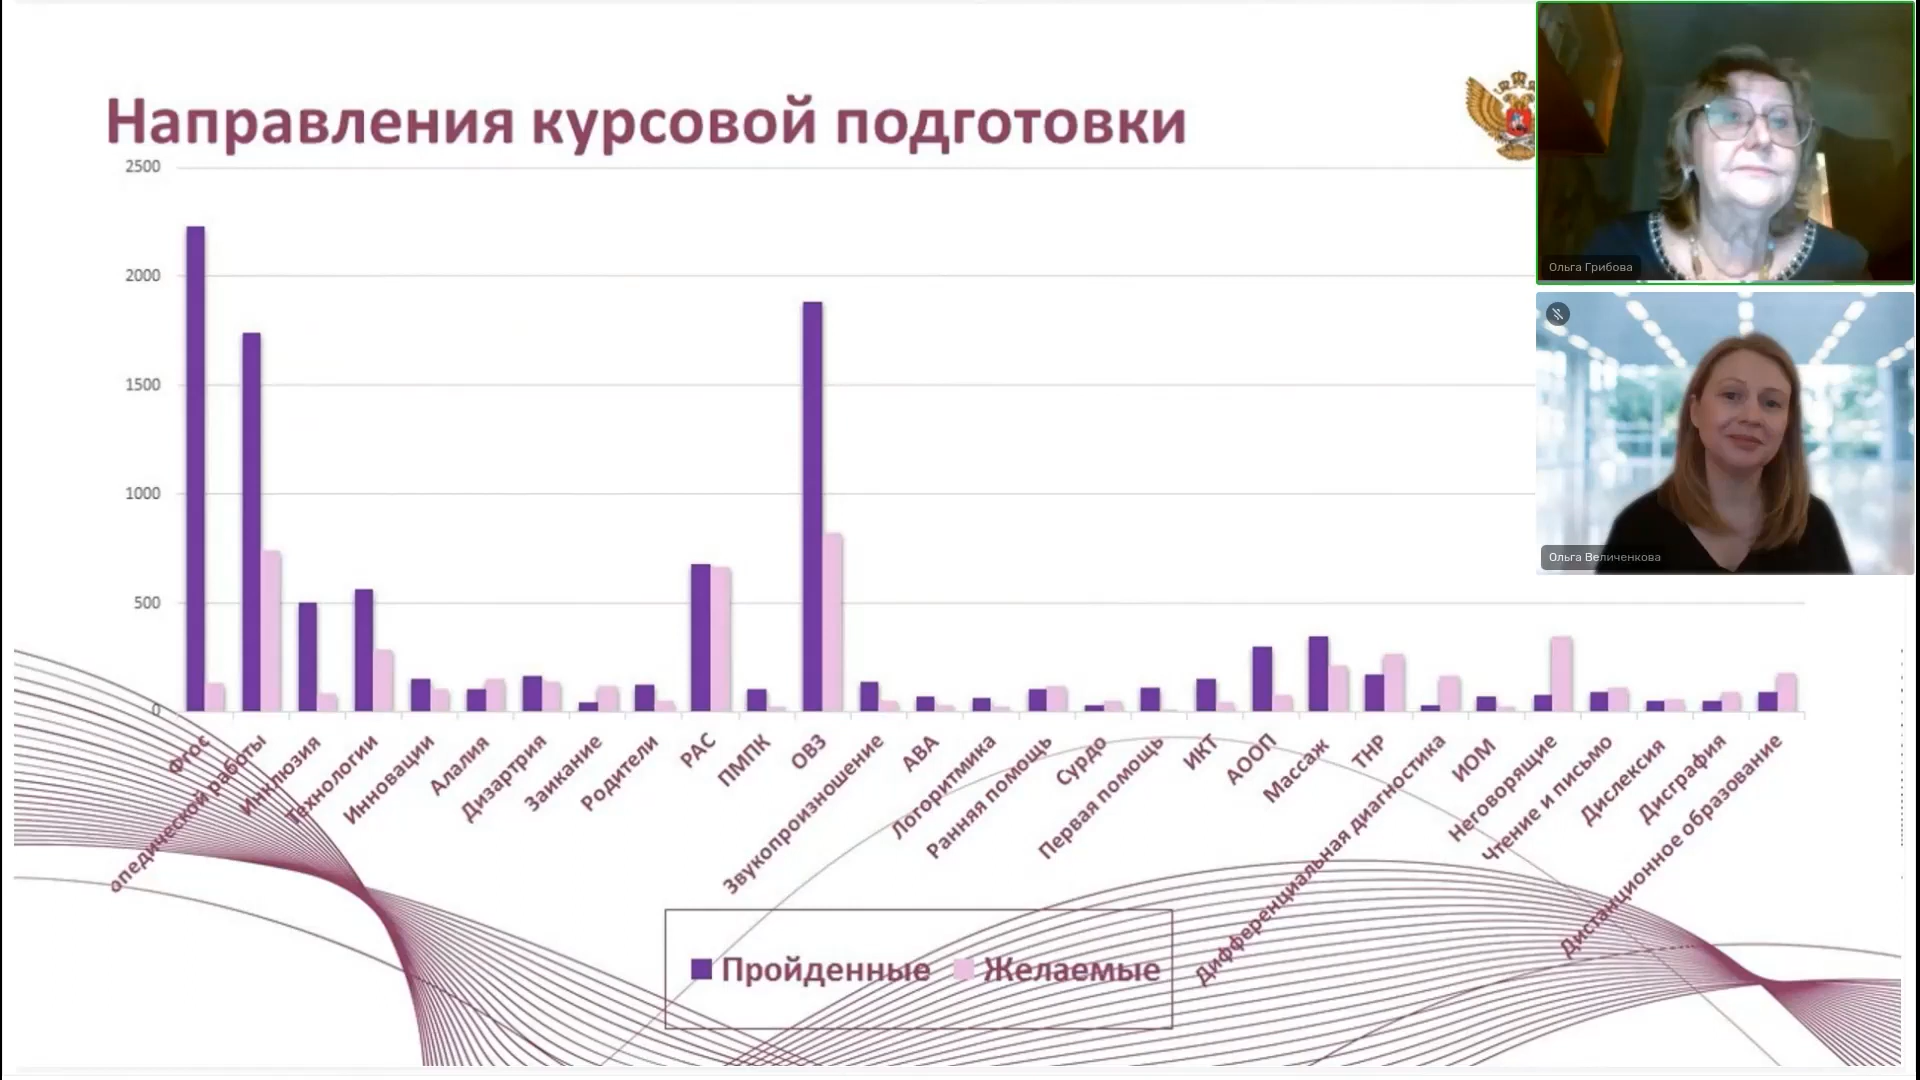 Направления курсовой подготовки
2500
2000
1500
1000
500
0
Фгос
опедической работы
Инклюзия
Технологии
Инновации
Алалия
Дизартрия
Заикание
Родители
РАС
ПМПК
ОВЗ
Звукопроизношение
АВА
Логоритмика
Ранняя помощь
Сурдо
Первая помощь
ИКТ
АООП
Массаж
ТНР
Дифференциальная диагностика
ИОМ
Неговорящие
Чтение и письмо
Дислексия
Дисграфия
Дистанционное образование
Пройденные Желаемые
Ольга Грибова
Ольга Величенкова